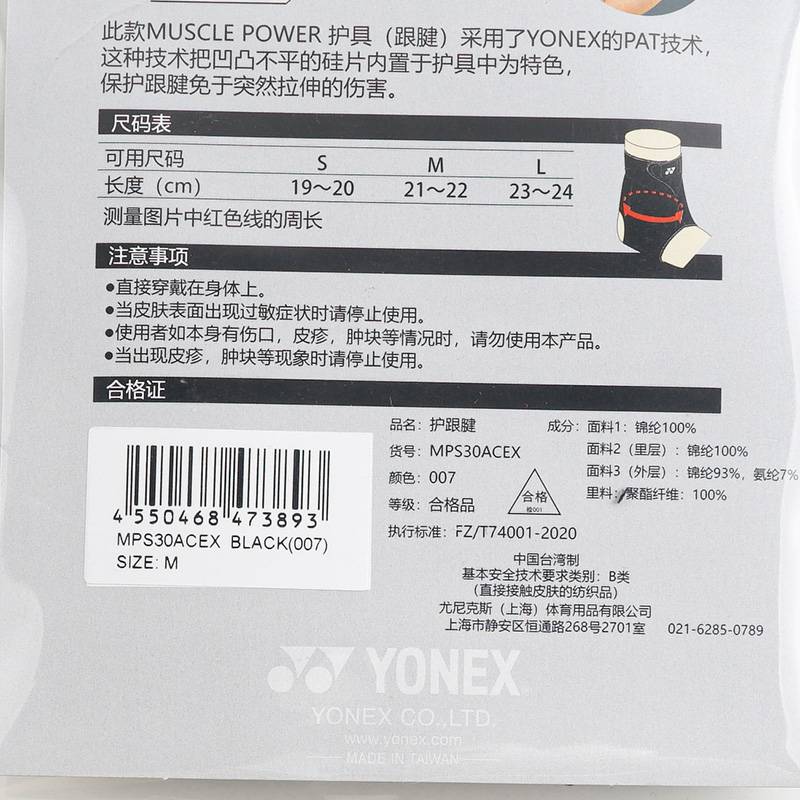 此款MUSCLE POWER 护具（跟腱）采用了YONEX的PAT技术，
这种技术把凹凸不平的硅片内置于护具中为特色，
保护跟腱免于突然拉伸的伤害。
尺码表
可用尺码 S M L
长度（cm） 19～20 21～22 23～24
测量图片中红色线的周长
注意事项
●直接穿戴在身体上。
●当皮肤表面出现过敏症状时请停止使用。
●使用者如本身有伤口，皮疹，肿块等情况时，请勿使用本产品。
●当出现皮疹，肿块等现象时请停止使用。
合格证
品名：护跟腱
货号：MPS30ACEX
颜色：007
等级：合格品
执行标准：FZ/T74001-2020
成分：面料1：锦纶100%
面料2（里层）：锦纶100%
面料3（外层）：锦纶93%，氨纶7%
里料：聚酯纤维：100%
合格
检001
4 550468 473893
MPS30ACEX BLACK(007)
SIZE: M
中国台湾制
基本安全技术要求类别：B类
（直接接触皮肤的纺织品）
尤尼克斯（上海）体育用品有限公司
上海市静安区恒通路268号2701室 021-6285-0789
YONEX
YONEX CO.,LTD.
www.yonex.com
MADE IN TAIWAN